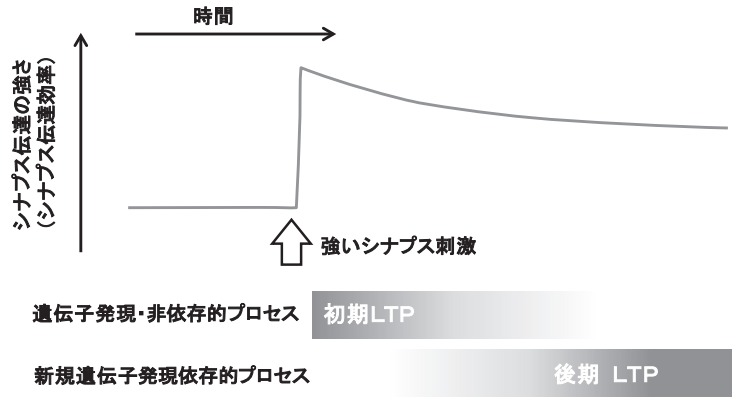 時間
シナプス伝達の強さ
(シナプス伝達効率)
強いシナプス刺激
遺伝子発現・非依存的プロセス
初期LTP
新規遺伝子発現依存的プロセス
後期 LTP